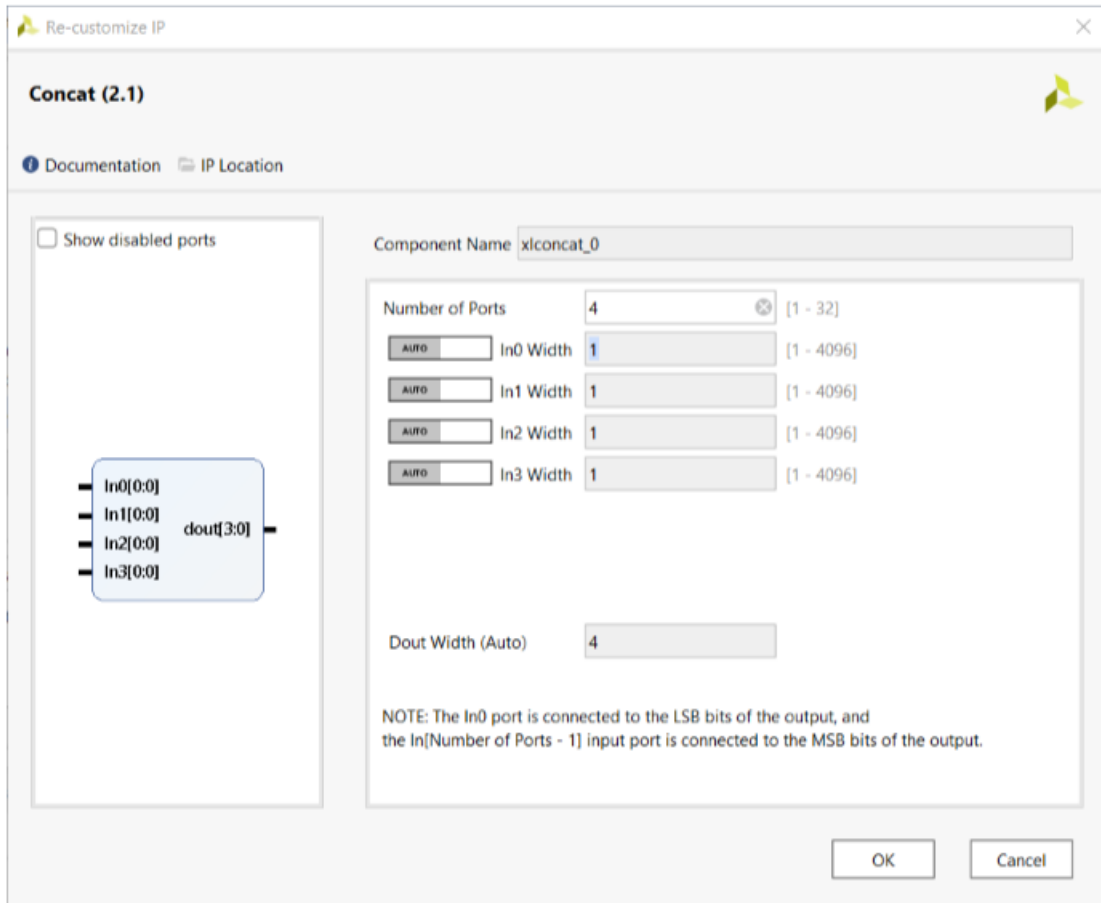 Re-customize IP
Concat (2.1)
Documentation IP Location
Show disabled ports
In0[0:0]
In1[0:0]
In2[0:0]
In3[0:0]
dout[3:0]
Component Name xlconcat_0
Number of Ports 4 [1 - 32]
AUTO In0 Width 1 [1 - 4096]
AUTO In1 Width 1 [1 - 4096]
AUTO In2 Width 1 [1 - 4096]
AUTO In3 Width 1 [1 - 4096]
Dout Width (Auto) 4
NOTE: The In0 port is connected to the LSB bits of the output, and
the In[Number of Ports - 1] input port is connected to the MSB bits of the output.
OK Cancel